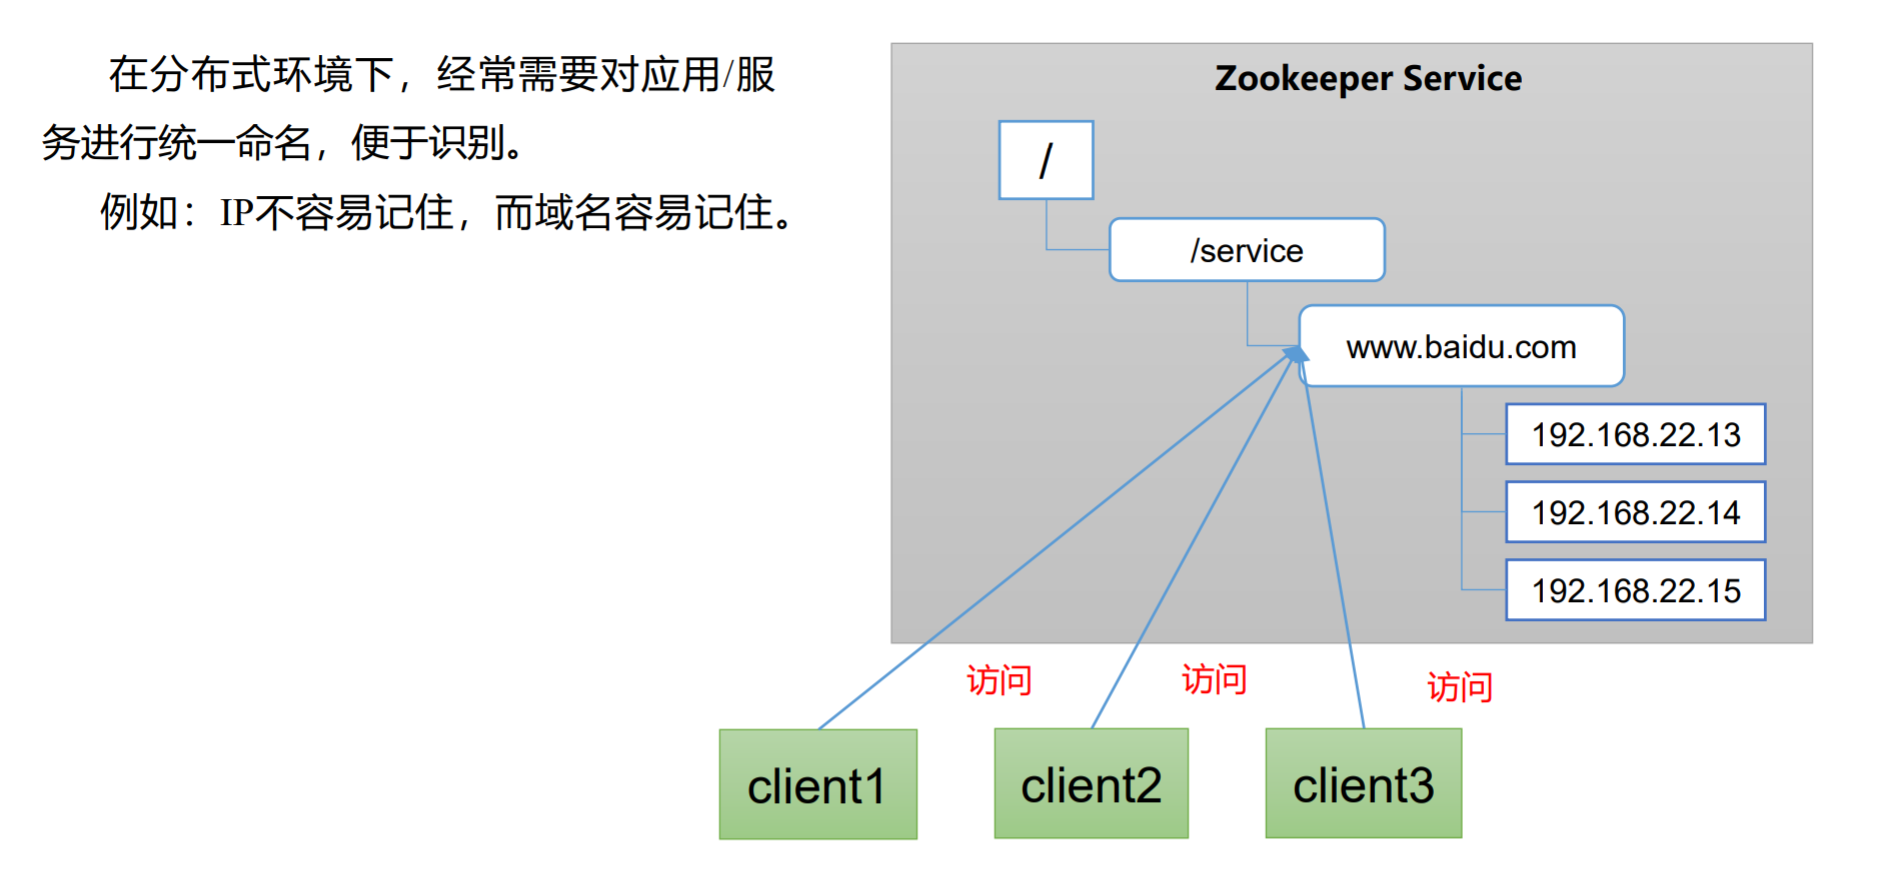 在分布式环境下，经常需要对应用/服
务进行统一命名，便于识别。
例如：IP不容易记住，而域名容易记住。
Zookeeper Service
/
/service
www.baidu.com
192.168.22.13
192.168.22.14
192.168.22.15
访问
访问
访问
client1
client2
client3